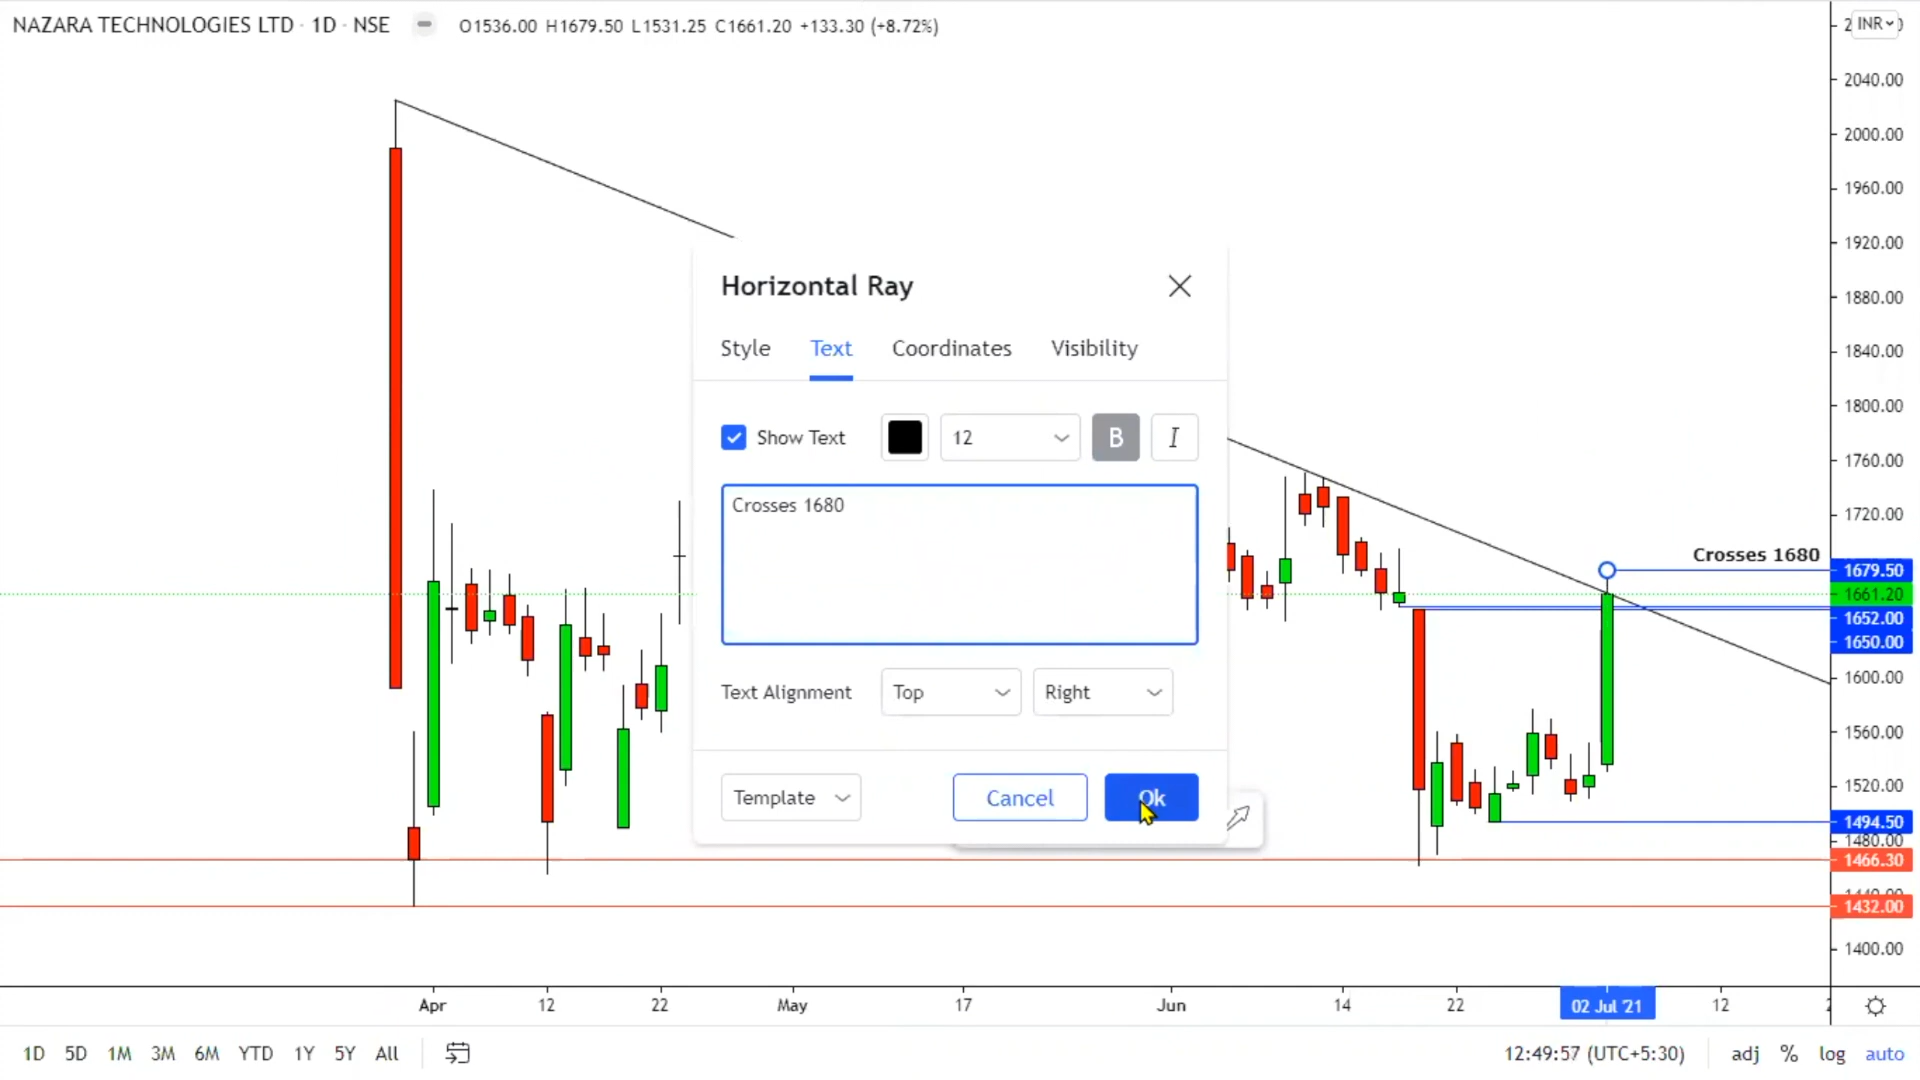 NAZARA TECHNOLOGIES LTD · 1D · NSE
O1536.00 H1679.50 L1531.25 C1661.20 +133.30 (+8.72%)
INR
2040.00
2000.00
1960.00
1920.00
1880.00
1840.00
1800.00
1760.00
1720.00
Crosses 1680
1679.50
1661.20
1652.00
1650.00
1600.00
1560.00
1520.00
1494.50
1480.00
1466.30
1440.00
1432.00
1400.00
Horizontal Ray
Style Text Coordinates Visibility
Show Text 12 B I
Crosses 1680
Text Alignment Top Right
Template Cancel Ok
Apr 12 22 May 17 Jun 14 22 02 Jul '21 12
1D 5D 1M 3M 6M YTD 1Y 5Y All
12:49:57 (UTC+5:30) adj % log auto